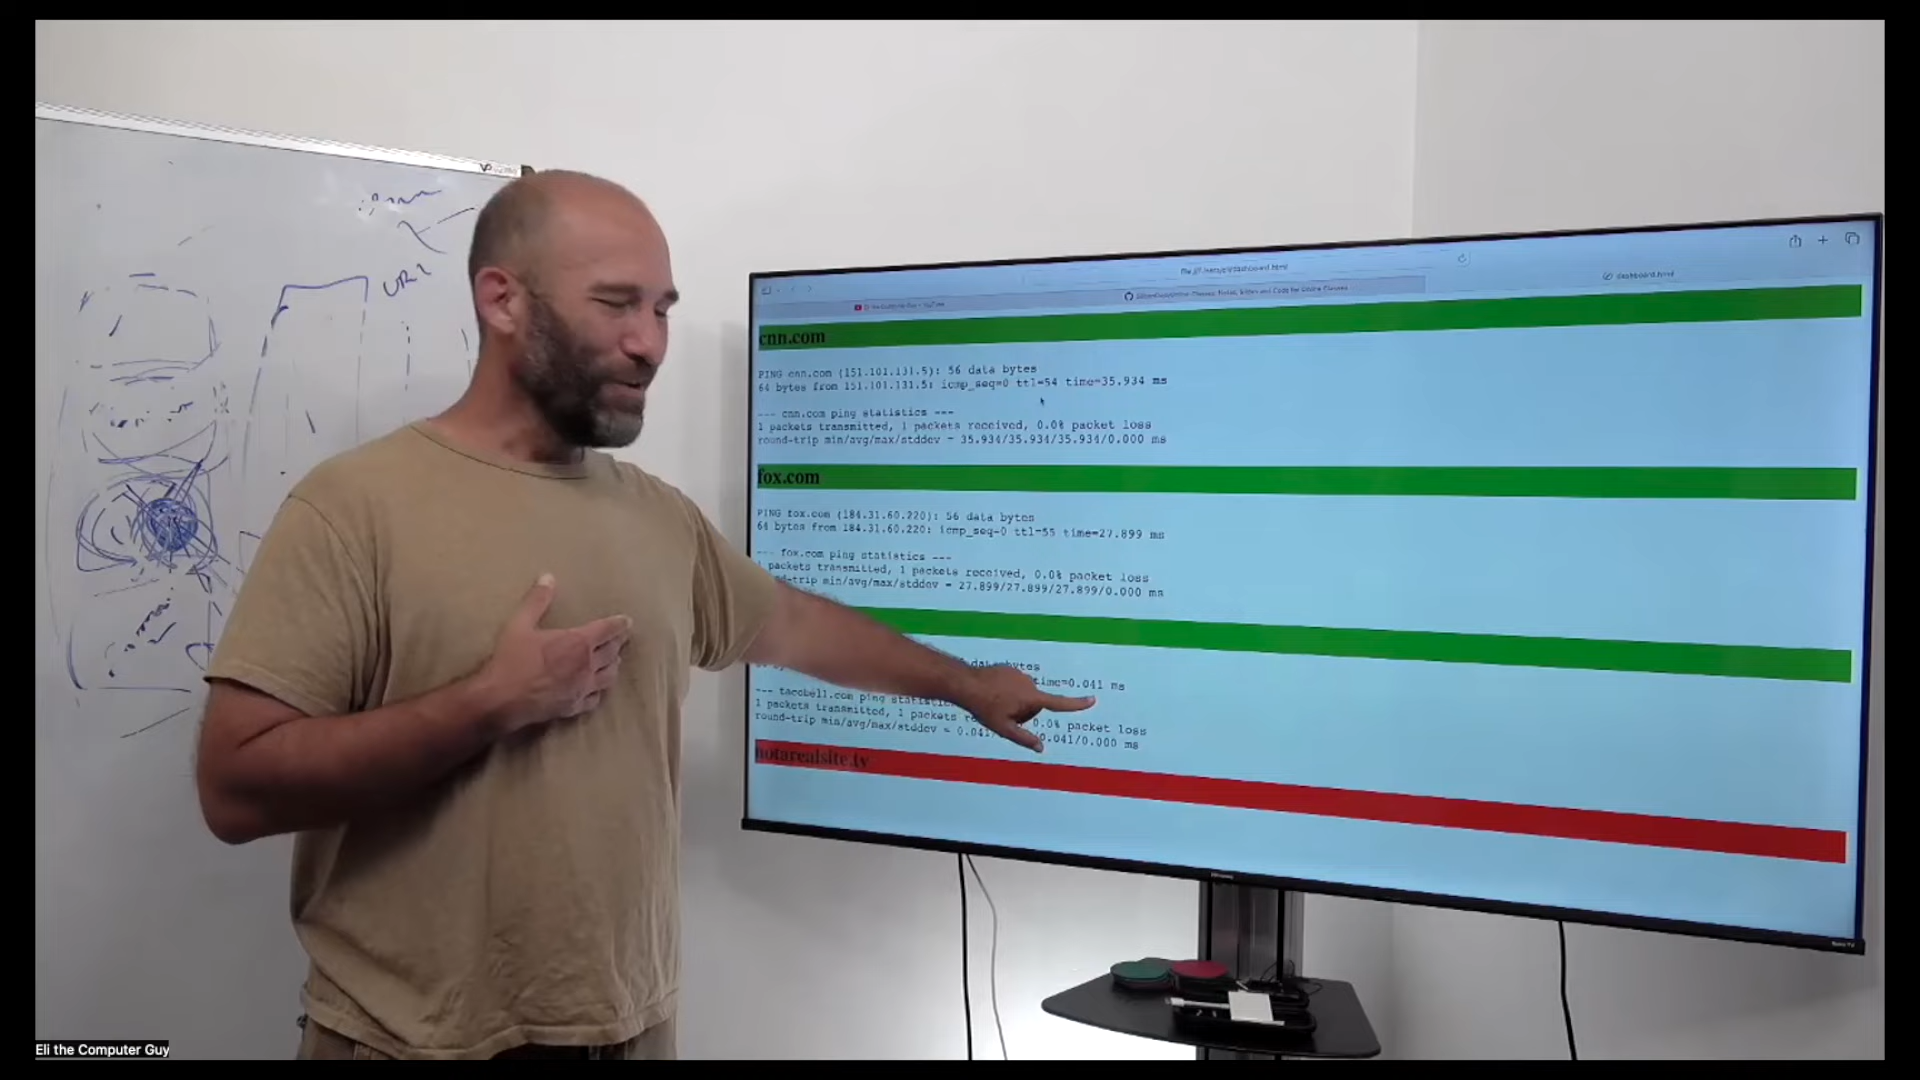 URL
dashboard.html
cnn.com
PING cnn.com (151.101.131.5): 56 data bytes
64 bytes from 151.101.131.5: icmp_seq=0 ttl=54 time=35.934 ms
--- cnn.com ping statistics ---
1 packets transmitted, 1 packets received, 0.0% packet loss
round-trip min/avg/max/stddev = 35.934/35.934/35.934/0.000 ms
fox.com
PING fox.com (184.31.60.220): 56 data bytes
64 bytes from 184.31.60.220: icmp_seq=0 ttl=55 time=27.899 ms
--- fox.com ping statistics ---
packets transmitted, 1 packets received, 0.0% packet loss
min/avg/max/stddev = 27.899/27.899/27.899/0.000 ms
data bytes
time=0.041 ms
--- tacobell.com ping
1 packets transmitted, 1 packets 0.0% packet loss
round-trip min/avg/max/stddev = 0.041/0.000 ms
notarealsite.tv
Eli the Computer Guy